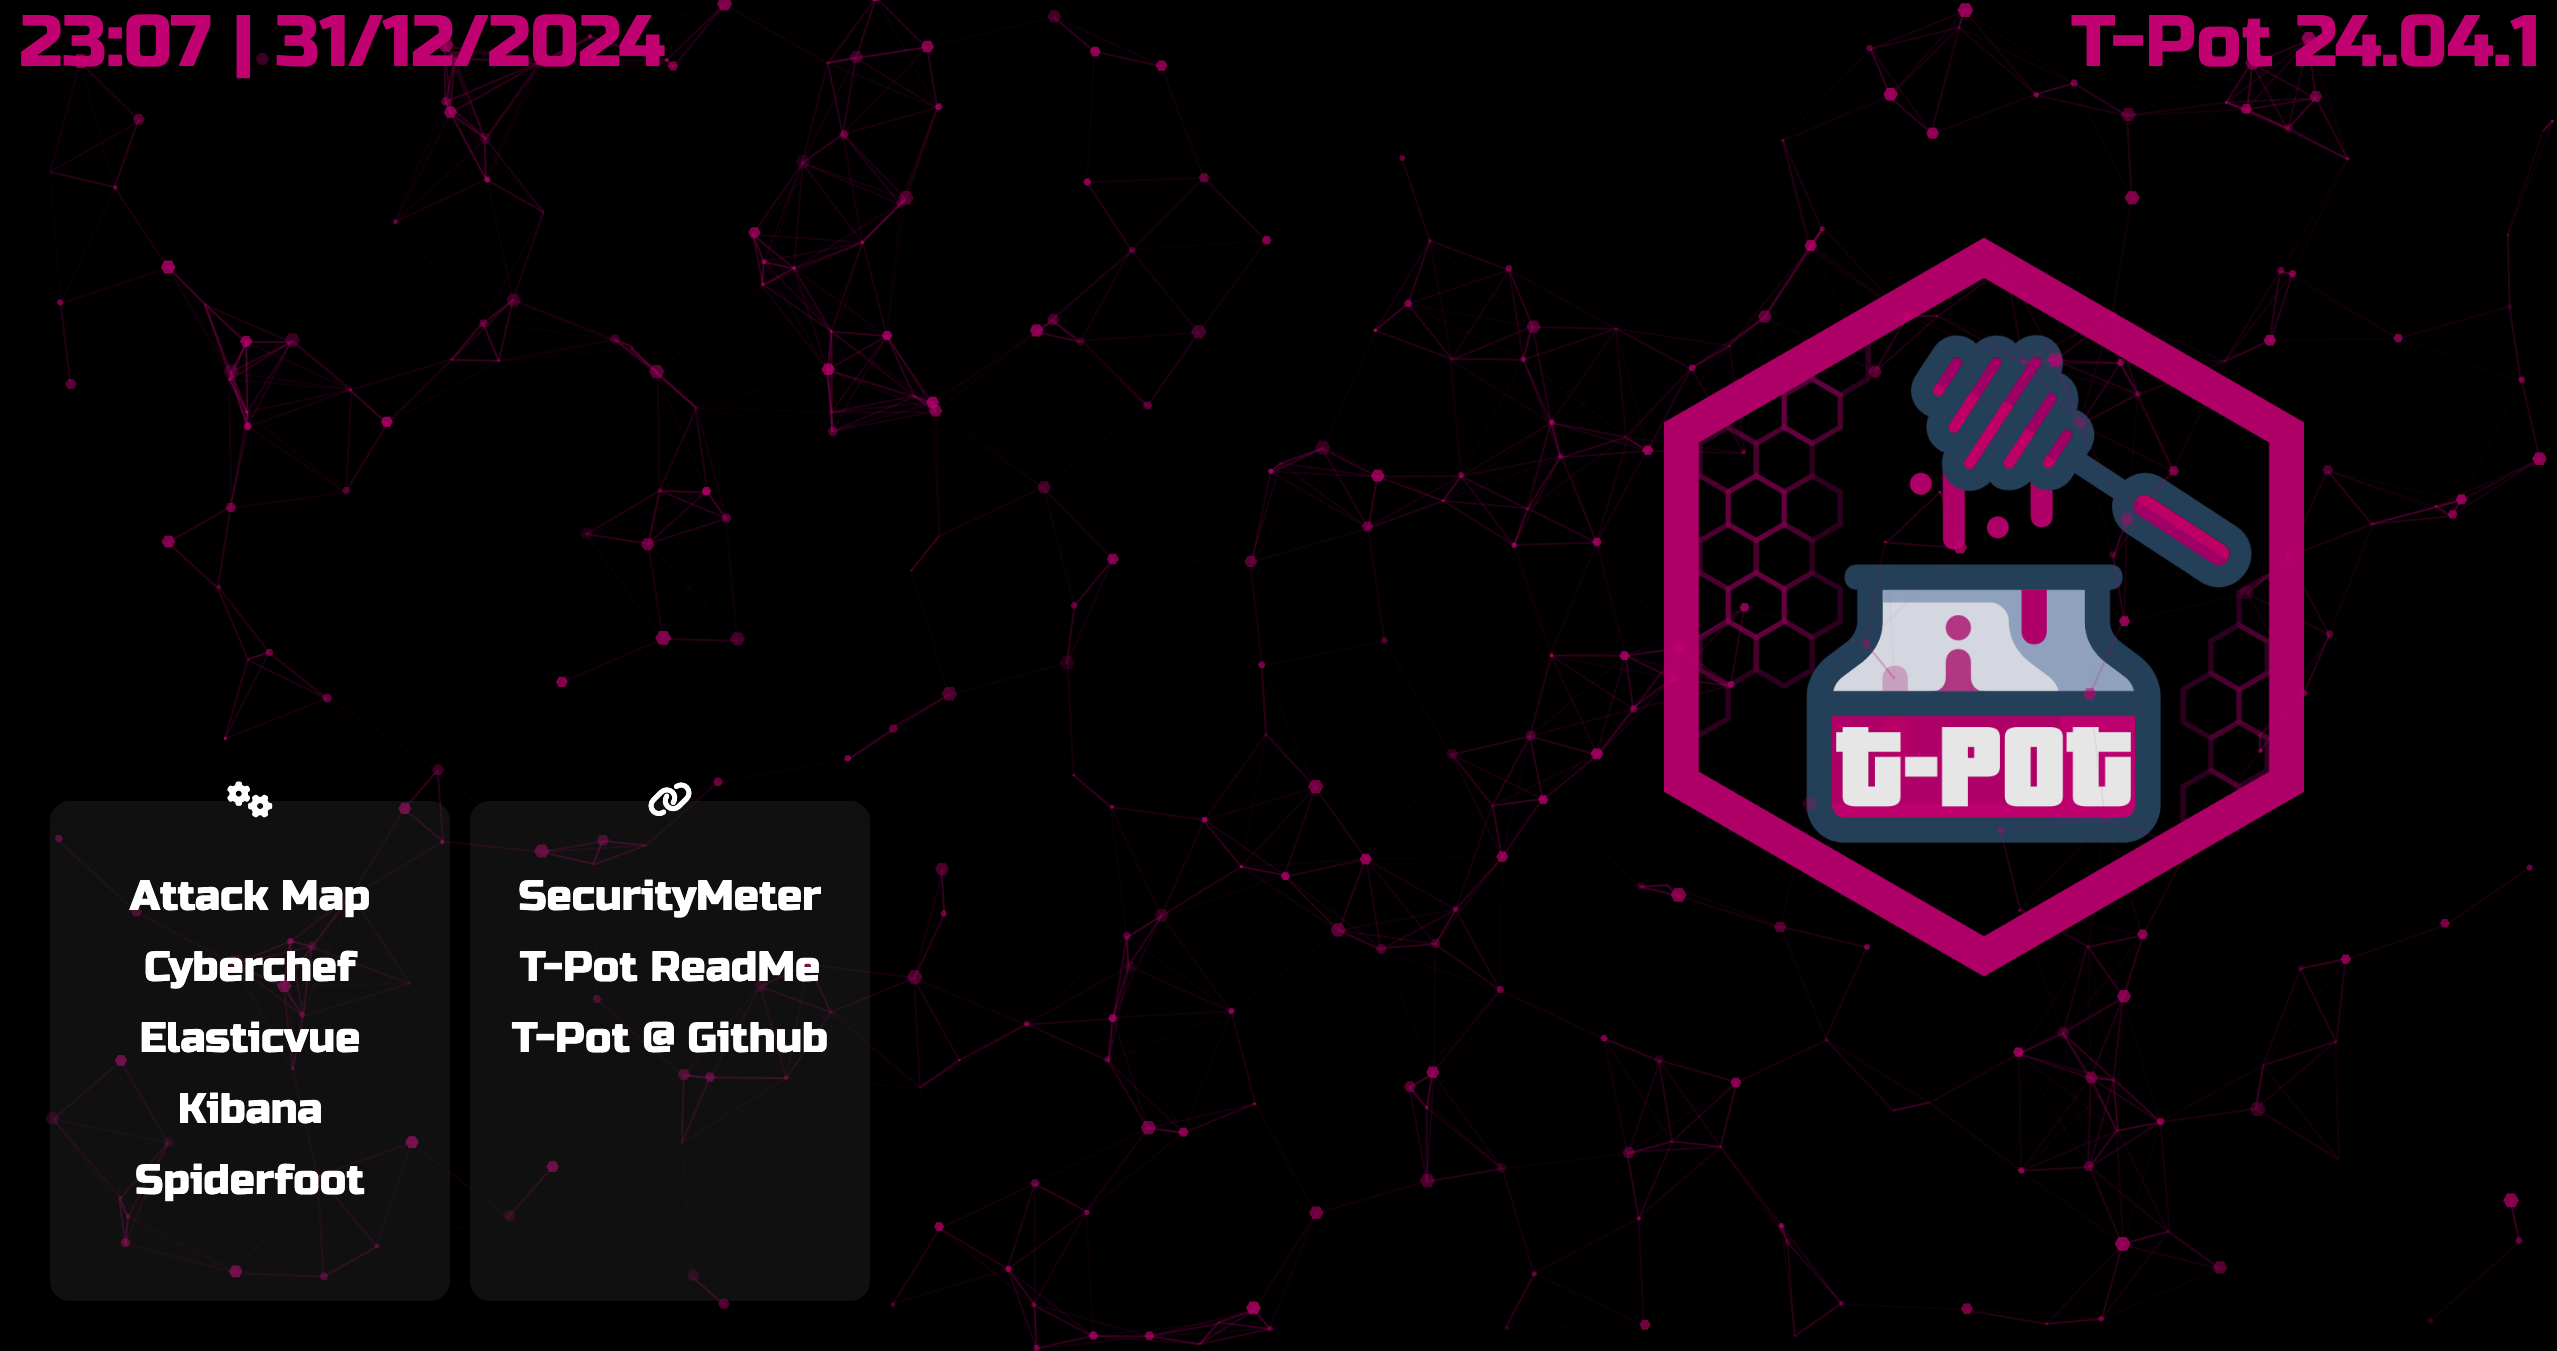 23:07 | 31/12/2024
T-Pot 24.04.1
Attack Map
Cyberchef
Elasticvue
Kibana
Spiderfoot
SecurityMeter
T-Pot ReadMe
T-Pot @ Github
t-pot